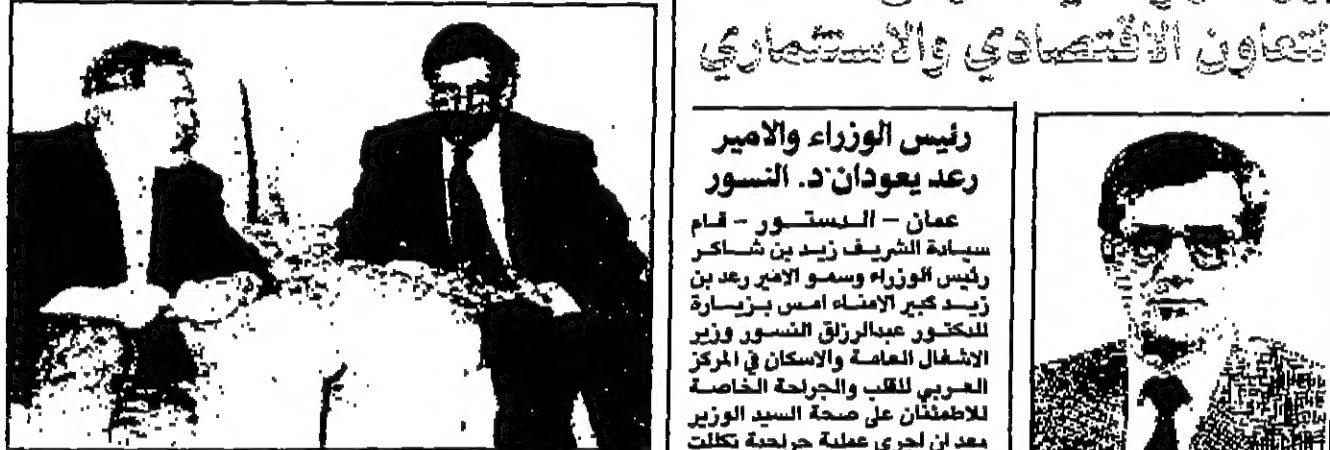 التعاون الاقتصادي والاستثماري
رئيس الوزراء والامير
رعد يعودان د. النسور
عمان – الدستور – قام
سيادة الشريف زيد بن شاكر
رئيس الوزراء وسمو الامير رعد بن
زيد كبير الامناء امس بزيارة
للدكتور عبدالرزاق النسور وزير
الاشغال العامة والاسكان في المركز
العربي للقلب والجراحة الخاصة
للاطمئنان على صحة السيد الوزير
بعد ان اجرى عملية جراحية تكللت